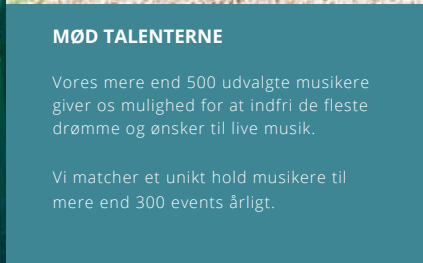 MØD TALENTERNE
Vores mere end 500 udvalgte musikere
giver os mulighed for at indfri de fleste
drømme og ønsker til live musik.
Vi matcher et unikt hold musikere til
mere end 300 events årligt.